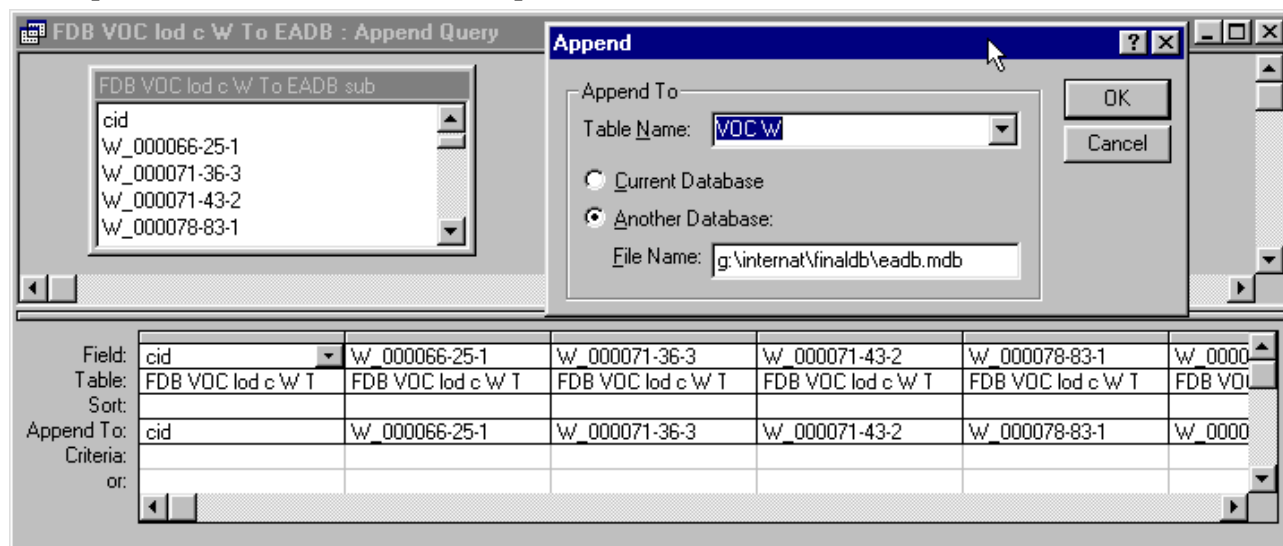 FDB VOC lod c W To EADB : Append Query
FDB VOC lod c W To EADB sub
cid
W_000066-25-1
W_000071-36-3
W_000071-43-2
W_000078-83-1
Append
Append To
Table Name: VOC W
Current Database
Another Database:
File Name: g:\internat\finaldb\eadb.mdb
OK
Cancel
Field: cid W_000066-25-1 W_000071-36-3 W_000071-43-2 W_000078-83-1 W_0000
Table: FDB VOC lod c W T FDB VOC lod c W T FDB VOC lod c W T FDB VOC lod c W T FDB VOC lod c W T FDB VO
Sort:
Append To: cid W_000066-25-1 W_000071-36-3 W_000071-43-2 W_000078-83-1 W_0000
Criteria:
or: